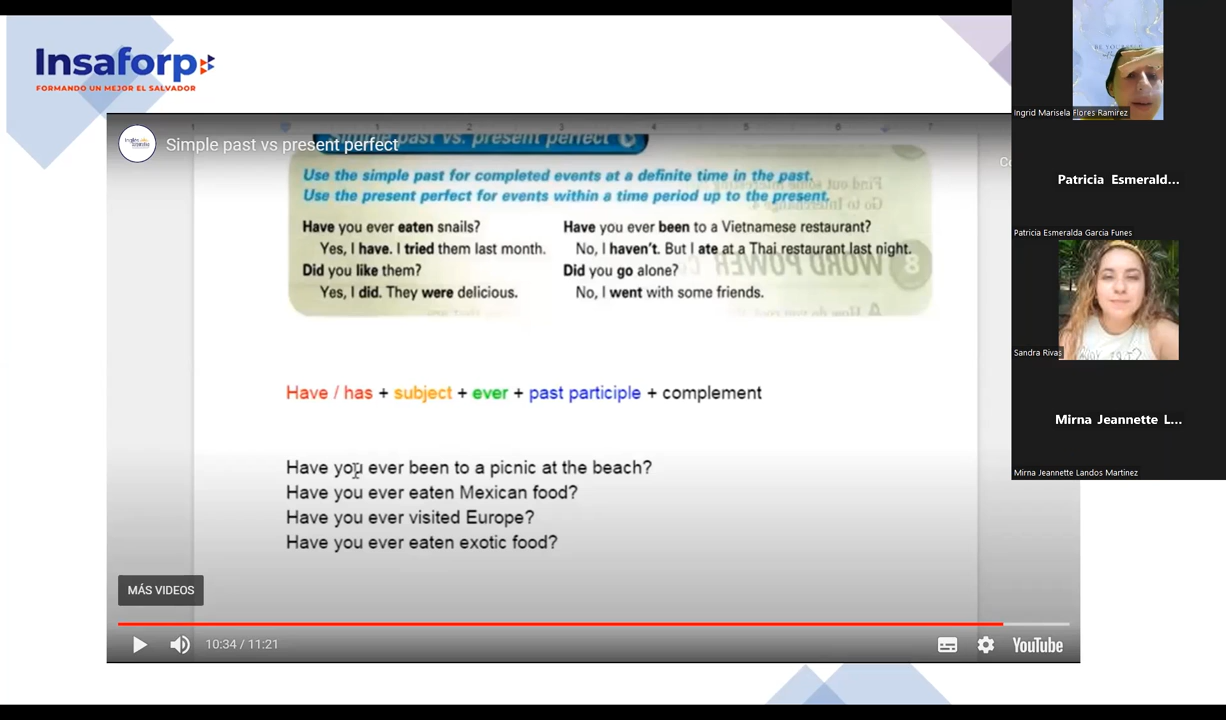 Insaforp
FORMANDO UN MEJOR EL SALVADOR
Simple past vs present perfect
Simple past vs. present perfect
Use the simple past for completed events at a definite time in the past.
Use the present perfect for events within a time period up to the present.
Have you ever eaten snails?
Yes, I have. I tried them last month.
Did you like them?
Yes, I did. They were delicious.
Have you ever been to a Vietnamese restaurant?
No, I haven't. But I ate at a Thai restaurant last night.
Did you go alone?
No, I went with some friends.
WORD POWER
8
Have / has + subject + ever + past participle + complement
Have you ever been to a picnic at the beach?
Have you ever eaten Mexican food?
Have you ever visited Europe?
Have you ever eaten exotic food?
MÁS VIDEOS
10:34 / 11:21
YouTube
Ingrid Marisela Flores Ramirez
Patricia Esmerald...
Patricia Esmeralda Garcia Funes
Sandra Rivas
Mirna Jeannette L...
Mirna Jeannette Landos Martinez